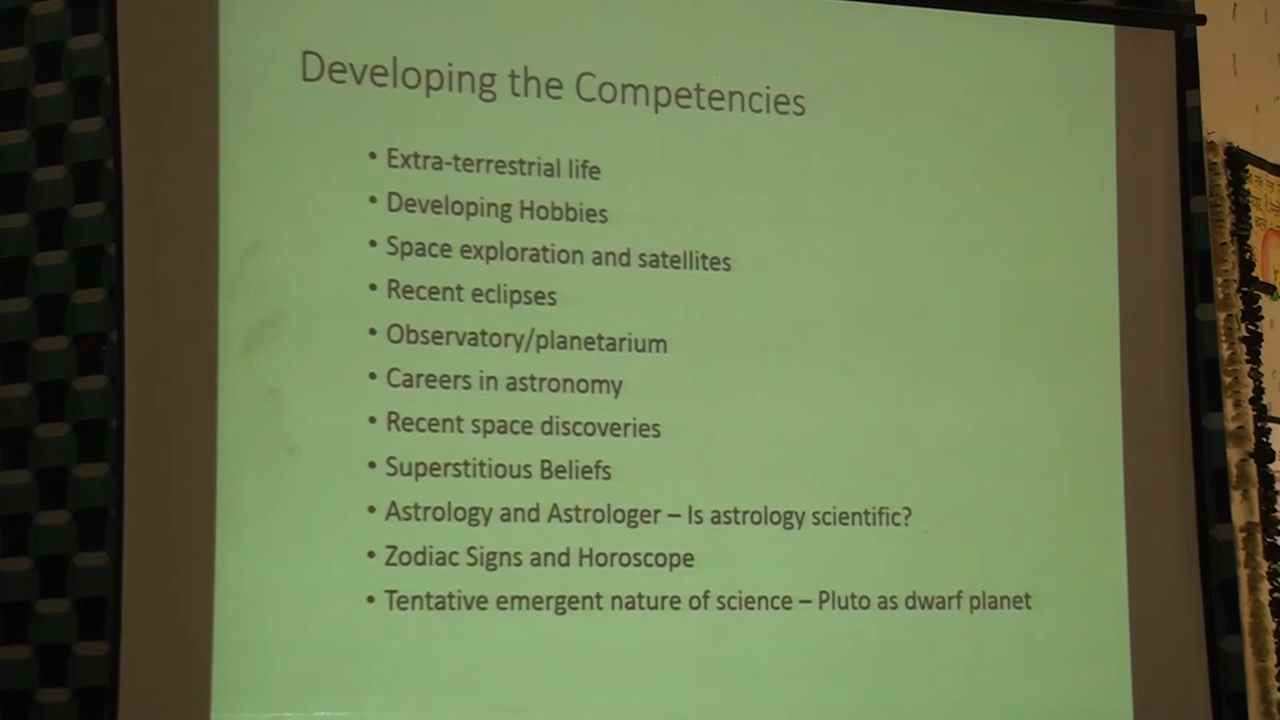 Developing the Competencies
• Extra-terrestrial life
• Developing Hobbies
• Space exploration and satellites
• Recent eclipses
• Observatory/planetarium
• Careers in astronomy
• Recent space discoveries
• Superstitious Beliefs
• Astrology and Astrologer – Is astrology scientific?
• Zodiac Signs and Horoscope
• Tentative emergent nature of science – Pluto as dwarf planet